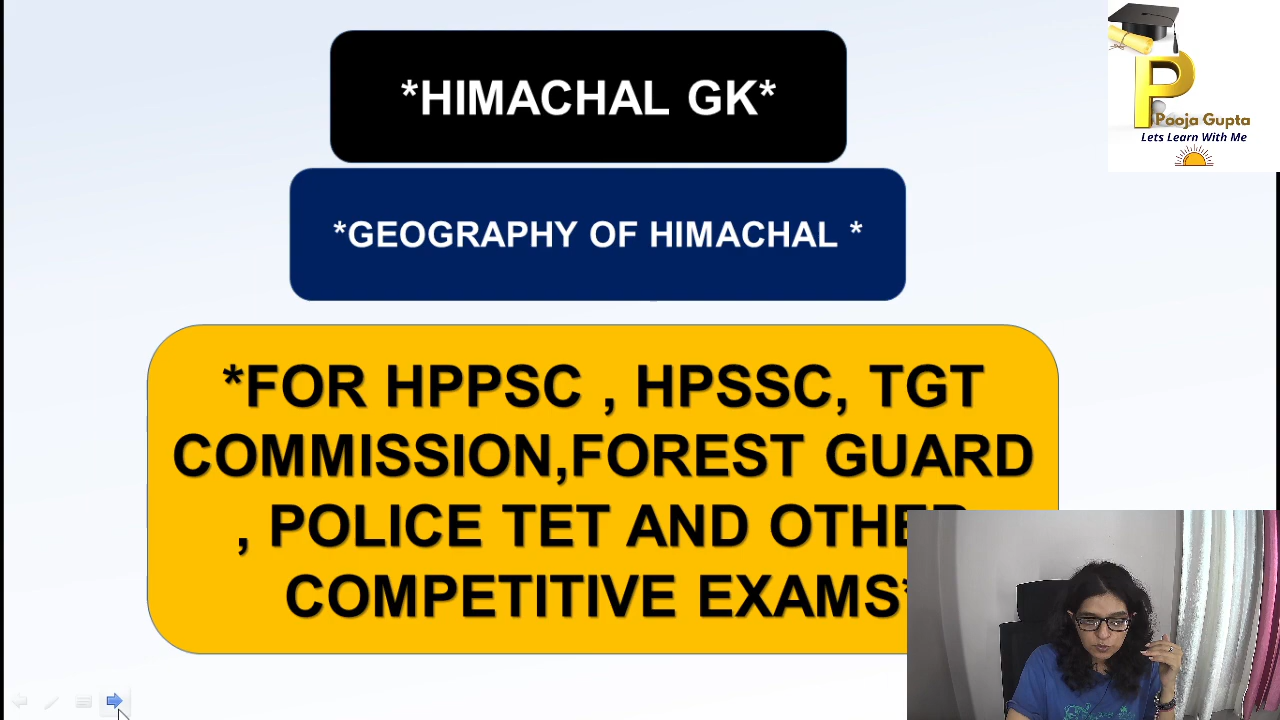 *HIMACHAL GK*
P
Pooja Gupta
Lets Learn With Me
*GEOGRAPHY OF HIMACHAL *
*FOR HPPSC , HPSSC, TGT
COMMISSION,FOREST GUARD
, POLICE TET AND OTHER
COMPETITIVE EXAMS*